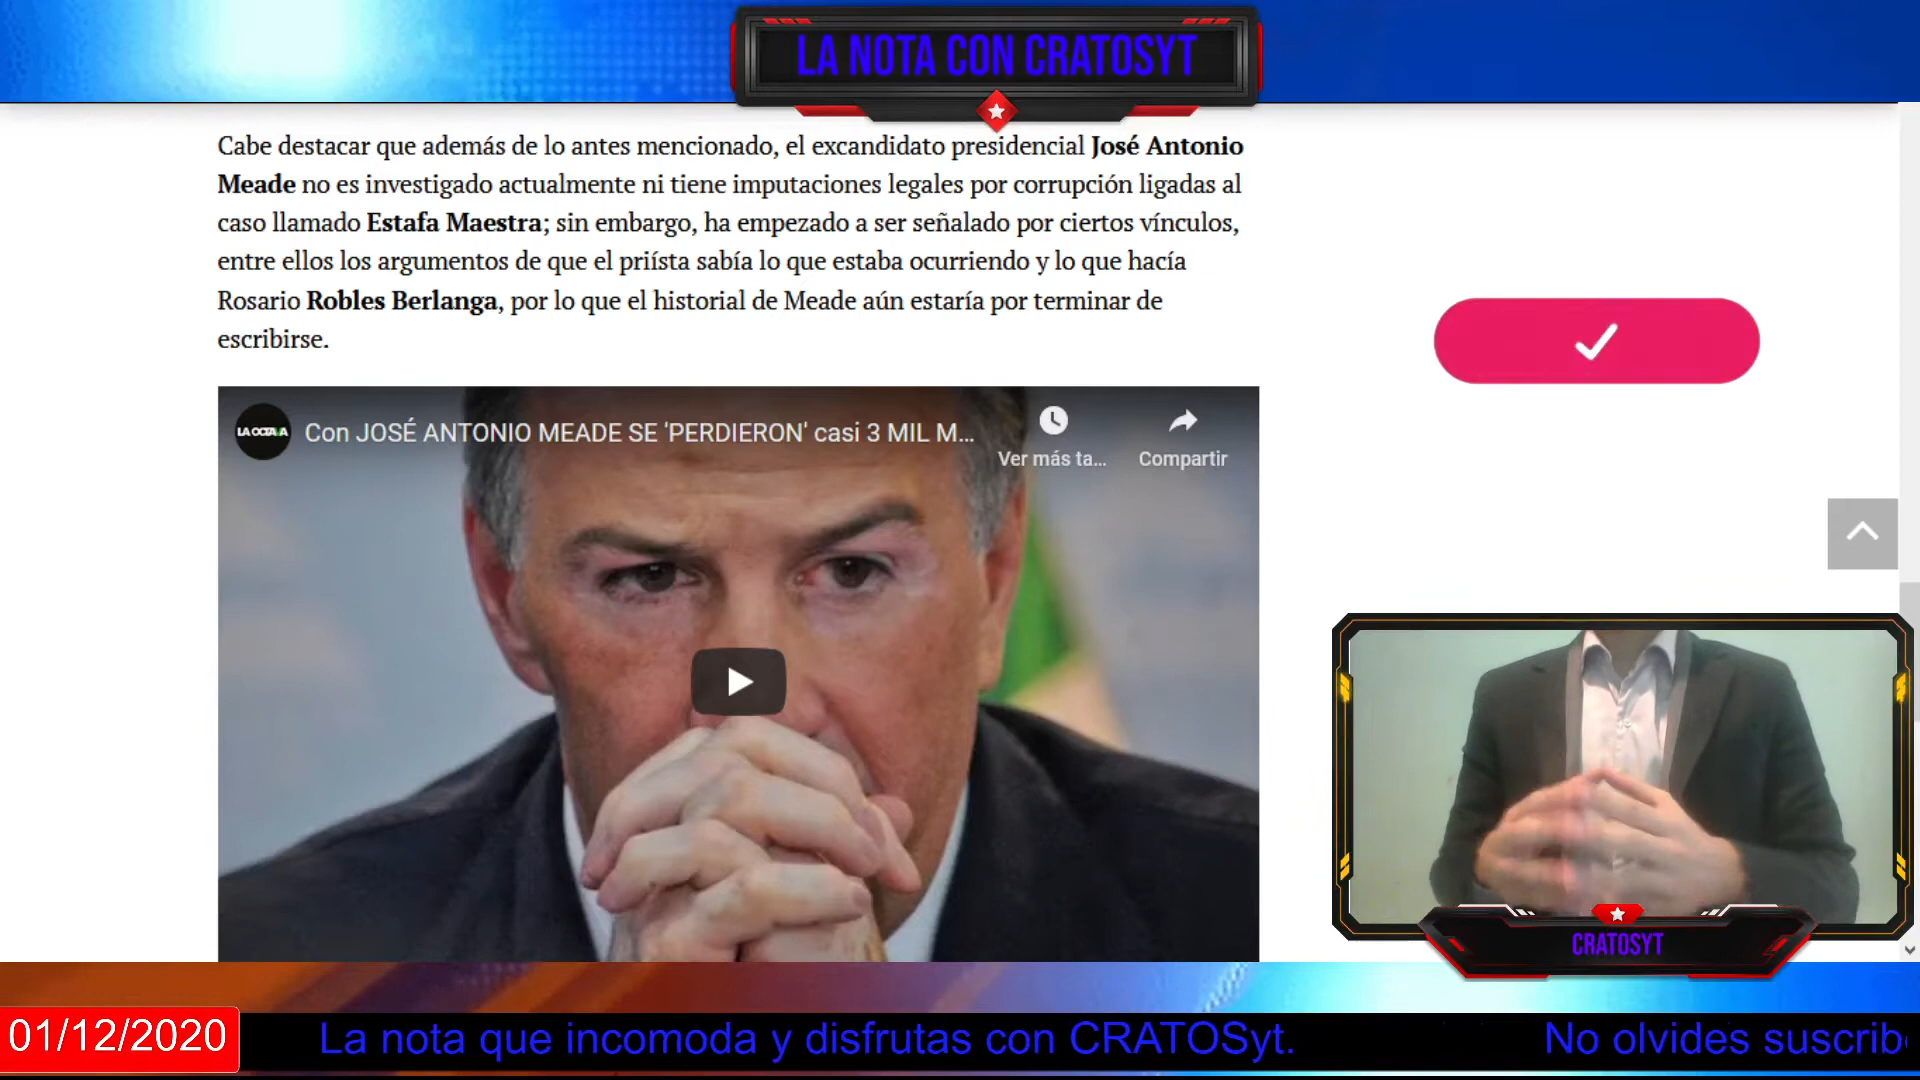 LA NOTA CON CRATOSYT
Cabe destacar que además de lo antes mencionado, el excandidato presidencial José Antonio
Meade no es investigado actualmente ni tiene imputaciones legales por corrupción ligadas al
caso llamado Estafa Maestra; sin embargo, ha empezado a ser señalado por ciertos vínculos,
entre ellos los argumentos de que el priísta sabía lo que estaba ocurriendo y lo que hacía
Rosario Robles Berlanga, por lo que el historial de Meade aún estaría por terminar de
escribirse.
LA OCTAVA
Con JOSÉ ANTONIO MEADE SE 'PERDIERON' casi 3 MIL M...
Ver más ta...
Compartir
CRATOSYT
01/12/2020
La nota que incomoda y disfrutas con CRATOSyt.
No olvides suscrib